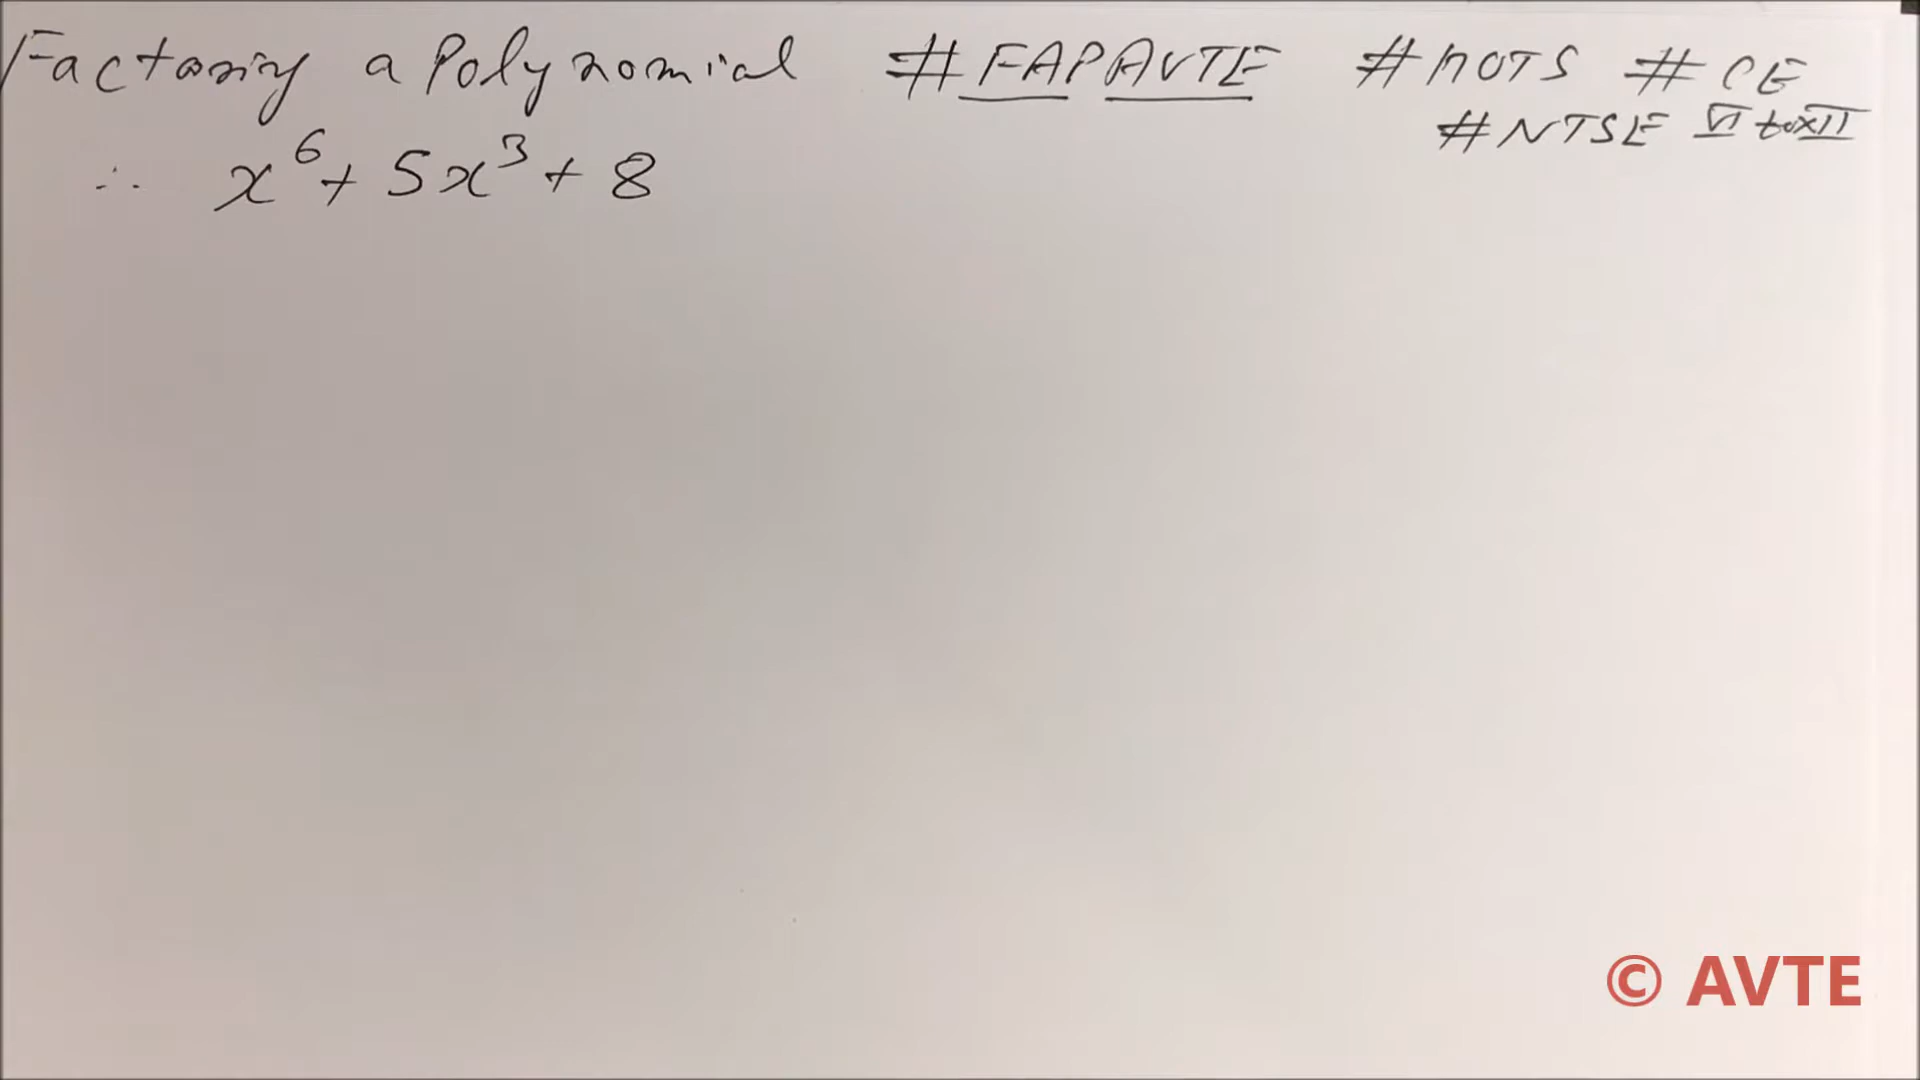 Factoring a Polynomial #FAPAVTE #HOTS #CE
#NTSE VI to XII
∴ x⁶ + 5x³ + 8
© AVTE